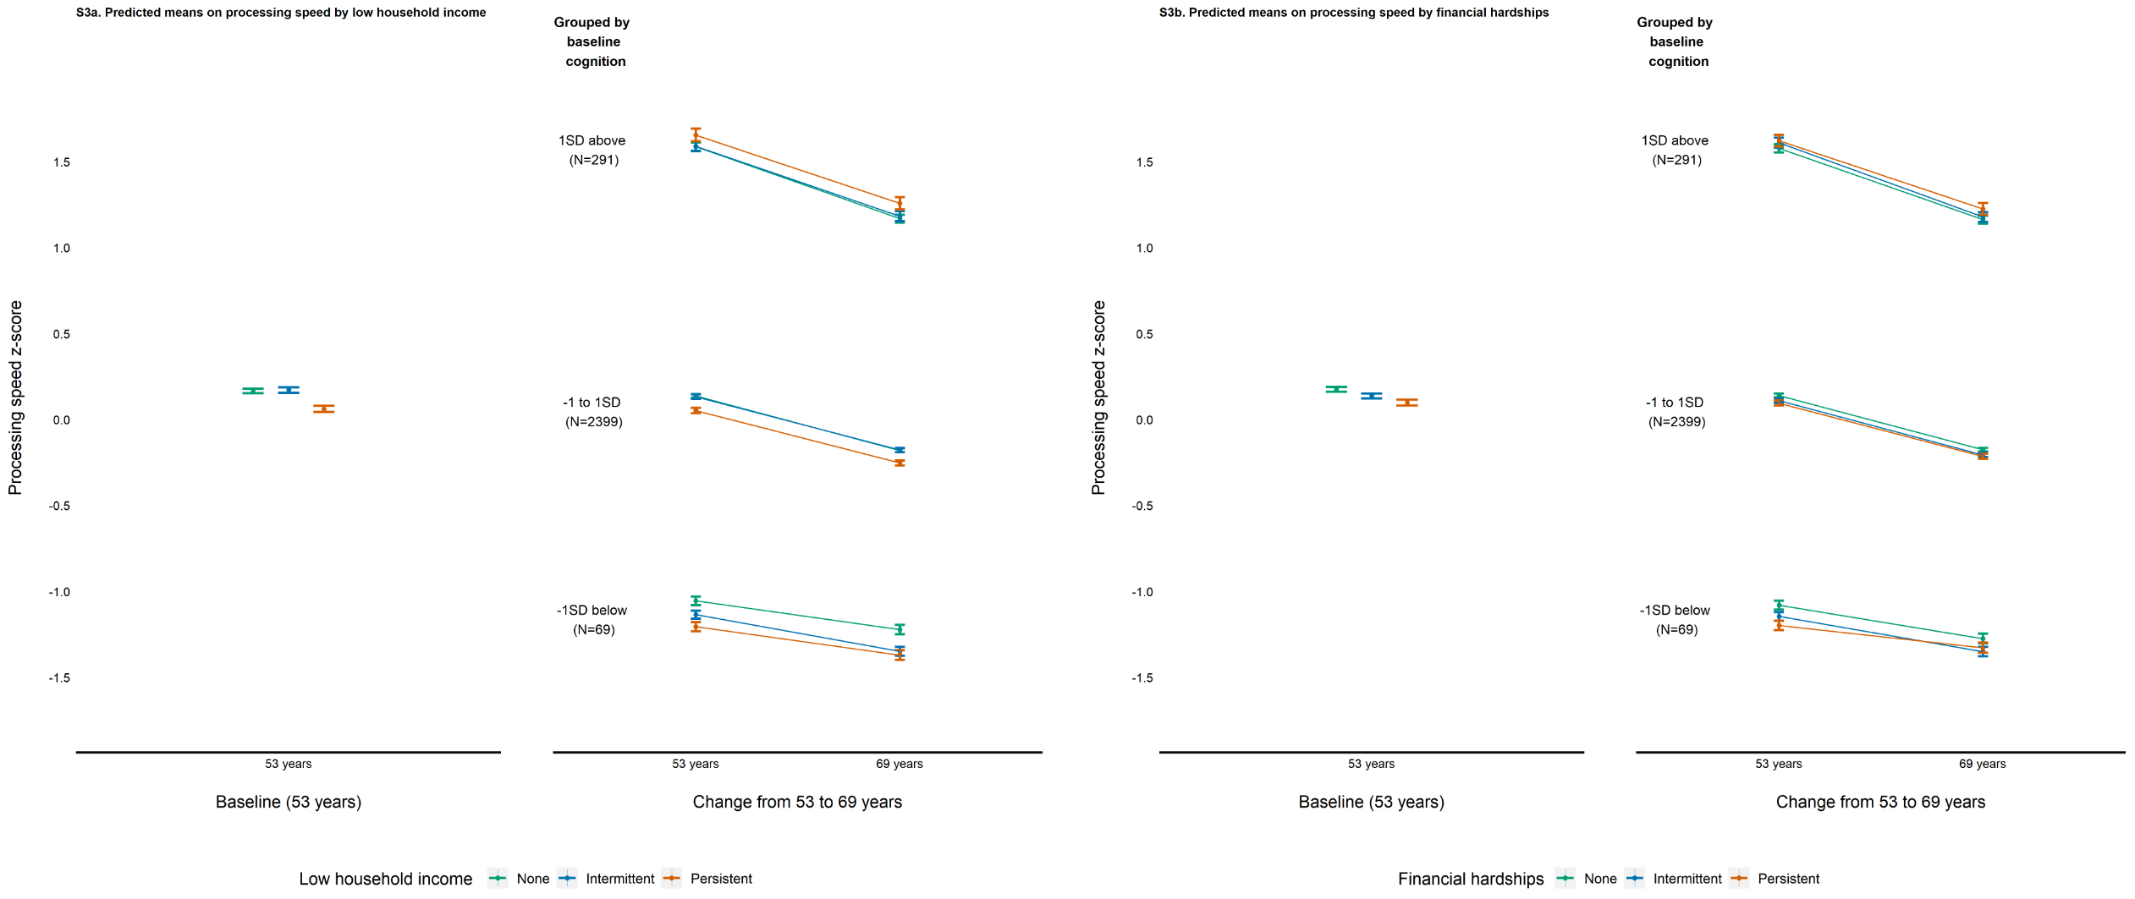 S3a. Predicted means on processing speed by low household income
Grouped by
baseline
cognition
1SD above
(N=291)
-1 to 1SD
(N=2399)
-1SD below
(N=69)
Processing speed z-score
1.5
1.0
0.5
0.0
-0.5
-1.0
-1.5
53 years
53 years
69 years
Baseline (53 years)
Change from 53 to 69 years
Low household income
None
Intermittent
Persistent
S3b. Predicted means on processing speed by financial hardships
Grouped by
baseline
cognition
1SD above
(N=291)
-1 to 1SD
(N=2399)
-1SD below
(N=69)
Processing speed z-score
1.5
1.0
0.5
0.0
-0.5
-1.0
-1.5
53 years
53 years
69 years
Baseline (53 years)
Change from 53 to 69 years
Financial hardships
None
Intermittent
Persistent